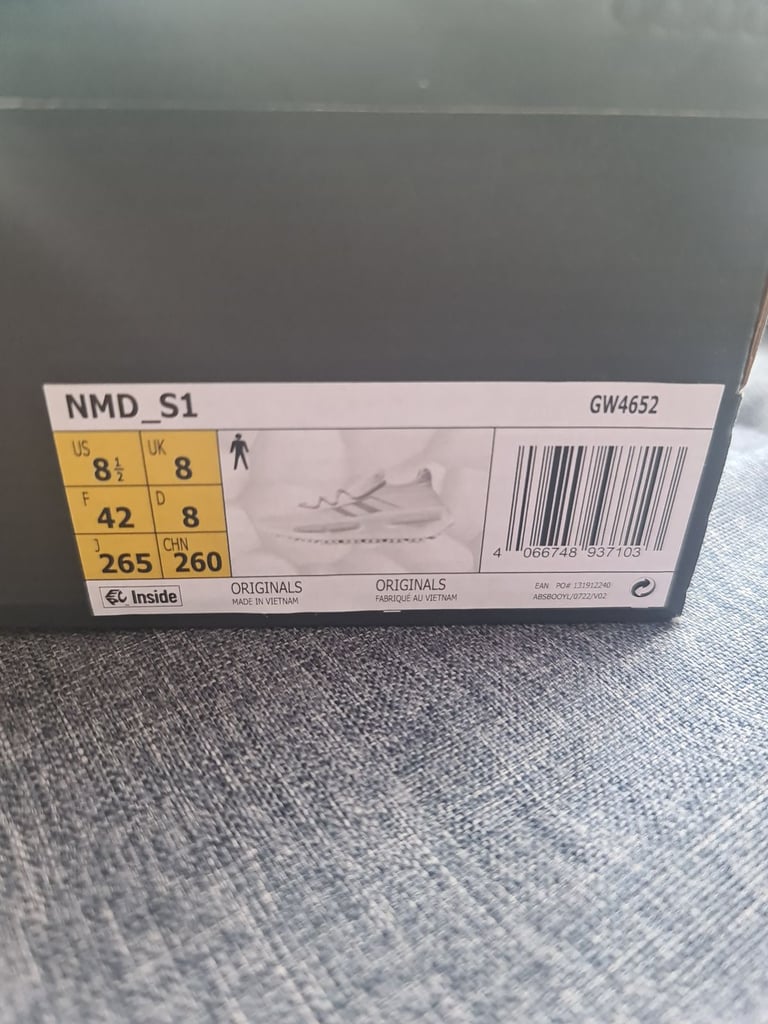 NMD_S1 GW4652
US 8½ UK 8
F 42 D 8
J 265 CHN 260
4 066748 937103
Inside
ORIGINALS
MADE IN VIETNAM
ORIGINALS
FABRIQUÉ AU VIETNAM
EAN PO# 131912240
ABSBOOYL/0722/V02